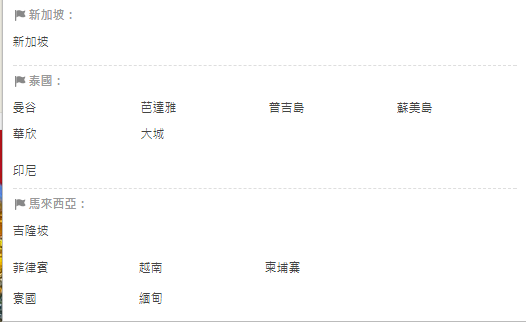 新加坡：
新加坡
泰國：
曼谷 芭達雅 普吉島 蘇美島
華欣 大城
印尼
馬來西亞：
吉隆坡
菲律賓 越南 柬埔寨
寮國 緬甸